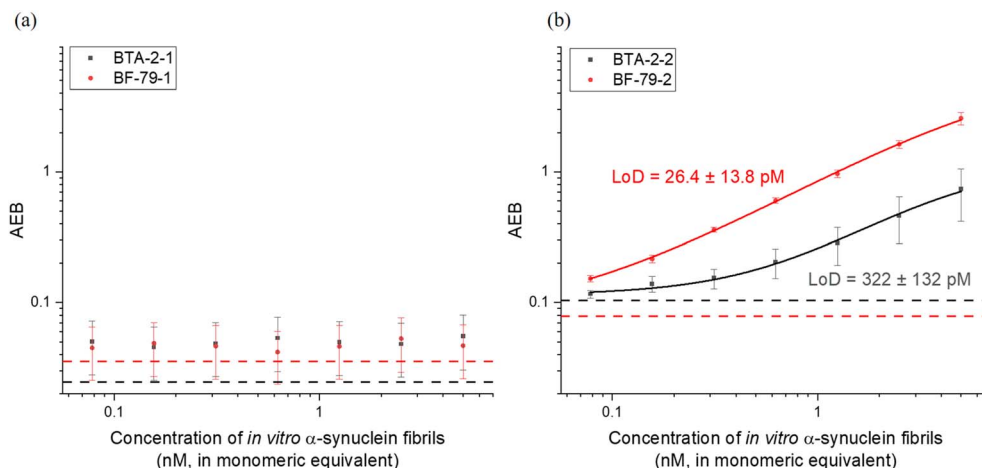 (a)
BTA-2-1
BF-79-1
1
0.1
AEB
0.1
1
Concentration of in vitro α-synuclein fibrils
(nM, in monomeric equivalent)
(b)
BTA-2-2
BF-79-2
LoD = 26.4 ± 13.8 pM
LoD = 322 ± 132 pM
1
0.1
AEB
0.1
1
Concentration of in vitro α-synuclein fibrils
(nM, in monomeric equivalent)